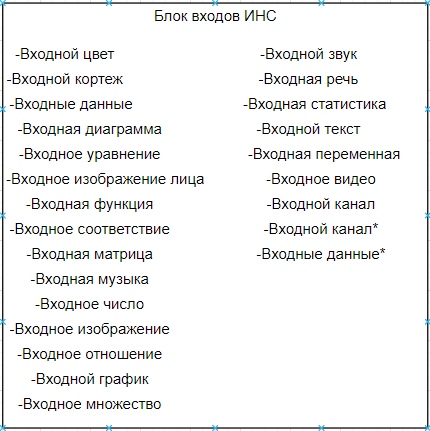 Блок входов ИНС
-Входной цвет
-Входной кортеж
-Входные данные
-Входная диаграмма
-Входное уравнение
-Входное изображение лица
-Входная функция
-Входное соответствие
-Входная матрица
-Входная музыка
-Входное число
-Входное изображение
-Входное отношение
-Входной график
-Входное множество
-Входной звук
-Входная речь
-Входная статистика
-Входной текст
-Входная переменная
-Входное видео
-Входной канал
-Входной канал*
-Входные данные*